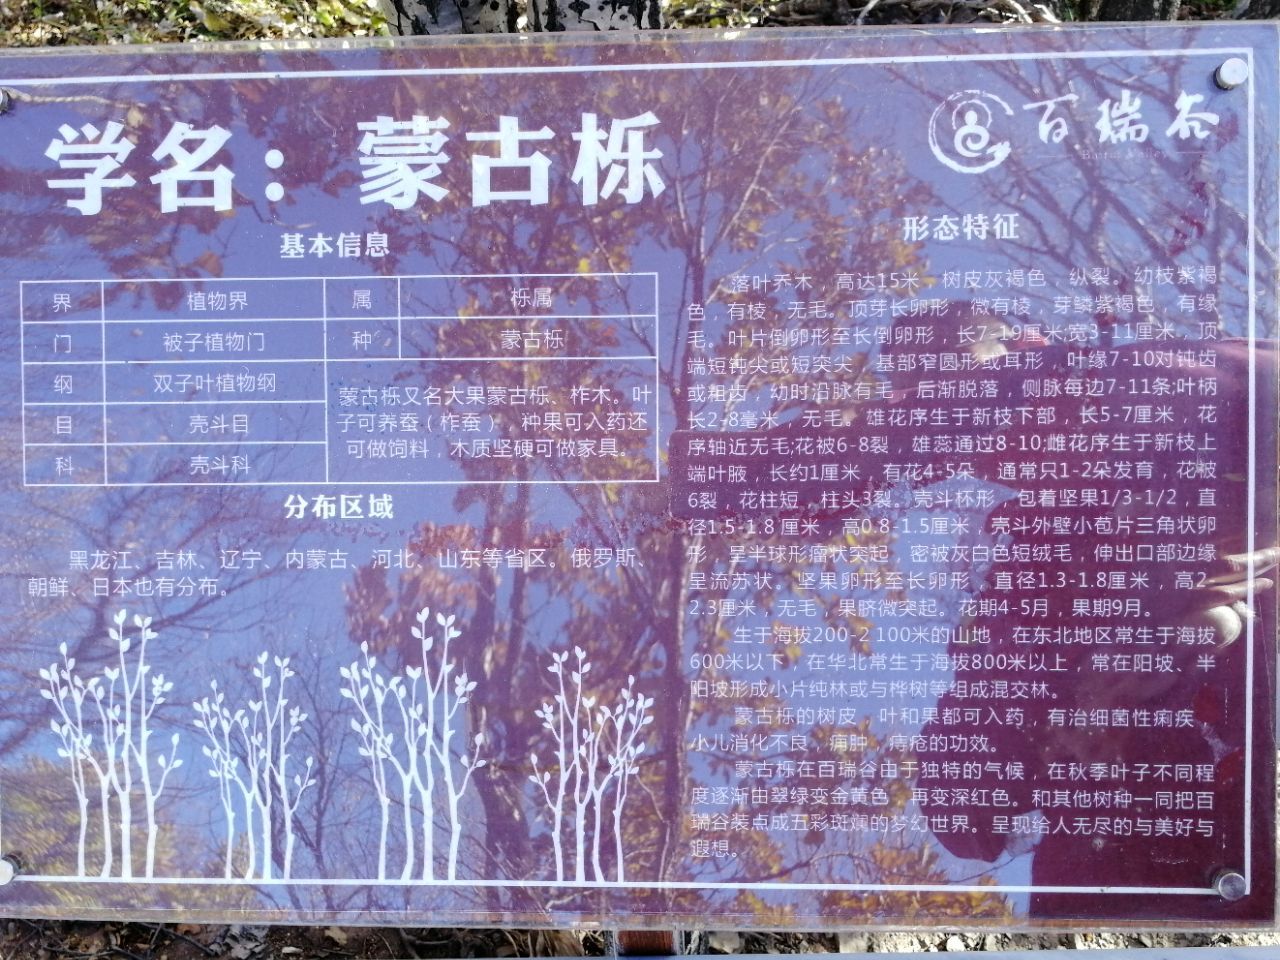 学名：蒙古栎
百瑞谷
Bairui Valley
基本信息
界 植物界 属 栎属
门 被子植物门 种 蒙古栎
纲 双子叶植物纲
目 壳斗目
科 壳斗科
蒙古栎又名大果蒙古栎、柞木。叶
子可养蚕（柞蚕），种果可入药还
可做饲料，木质坚硬可做家具。
分布区域
黑龙江、吉林、辽宁、内蒙古、河北、山东等省区。俄罗斯、
朝鲜、日本也有分布。
形态特征
落叶乔木，高达15米，树皮灰褐色，纵裂。幼枝紫褐
色，有棱，无毛。顶芽长卵形，微有棱，芽鳞紫褐色，有缘
毛。叶片倒卵形至长倒卵形，长7-19厘米;宽3-11厘米，顶
端短钝尖或短突尖，基部窄圆形或耳形，叶缘7-10对钝齿
或粗齿，幼时沿脉有毛，后渐脱落，侧脉每边7-11条;叶柄
长2-8毫米，无毛。雄花序生于新枝下部，长5-7厘米，花
序轴近无毛;花被6-8裂，雄蕊通过8-10;雌花序生于新枝上
端叶腋，长约1厘米，有花4-5朵，通常只1-2朵发育，花被
6裂，花柱短，柱头3裂。壳斗杯形，包着坚果1/3-1/2，直
径1.5-1.8厘米，高0.8-1.5厘米，壳斗外壁小苞片三角状卵
形，呈半球形瘤状突起，密被灰白色短绒毛，伸出口部边缘
呈流苏状。坚果卵形至长卵形，直径1.3-1.8厘米，高2-
2.3厘米，无毛，果脐微突起。花期4-5月，果期9月。
生于海拔200-2 100米的山地，在东北地区常生于海拔
600米以下，在华北常生于海拔800米以上，常在阳坡、半
阳坡形成小片纯林或与桦树等组成混交林。
蒙古栎的树皮，叶和果都可入药，有治细菌性痢疾，
小儿消化不良，痈肿，痔疮的功效。
蒙古栎在百瑞谷由于独特的气候，在秋季叶子不同程
度逐渐由翠绿变金黄色，再变深红色。和其他树种一同把百
瑞谷装点成五彩斑斓的梦幻世界。呈现给人无尽的与美好与
遐想。